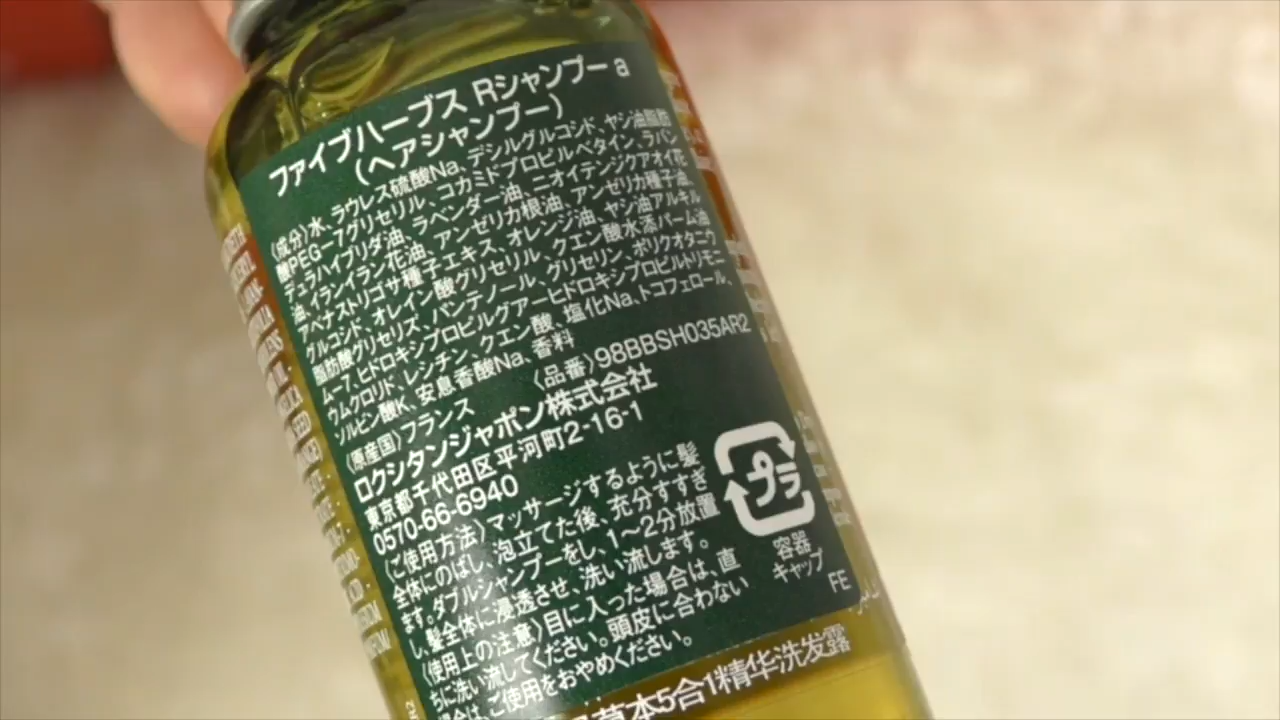 ファイブハーブス Rシャンプー a
(ヘアシャンプー)
〈成分〉水、ラウレス硫酸Na、デシルグルコシド、ヤシ油脂肪
酸PEG-7グリセリル、コカミドプロピルベタイン、ラバン
デュラハイブリダ油、ラベンダー油、ニオイテンジクアオイ花
油、イランイラン花油、アンゼリカ根油、アンゼリカ種子油、
アベナストリゴサ種子エキス、オレンジ油、ヤシ油アルキル
グルコシド、オレイン酸グリセリル、クエン酸水添パーム油
脂肪酸グリセリズ、パンテノール、グリセリン、ポリクオタニウ
ム-7、ヒドロキシプロピルグアーヒドロキシプロピルトリモニ
ウムクロリド、レシチン、クエン酸、塩化Na、トコフェロール、
ソルビン酸K、安息香酸Na、香料
〈原産国〉フランス 〈品番〉98BBSH035AR2
ロクシタンジャポン株式会社
東京都千代田区平河町2-16-1
0570-66-6940
〈ご使用方法〉マッサージするように髪
全体にのばし、泡立てた後、充分すすぎ
ます。ダブルシャンプーをし、1〜2分放置
し、髪全体に浸透させ、洗い流します。
〈使用上の注意〉目に入った場合は、直
ちに洗い流してください。頭皮に合わない
場合は、ご使用をおやめください。
プラ
容器
キャップ
FE
草本5合1精华洗发露